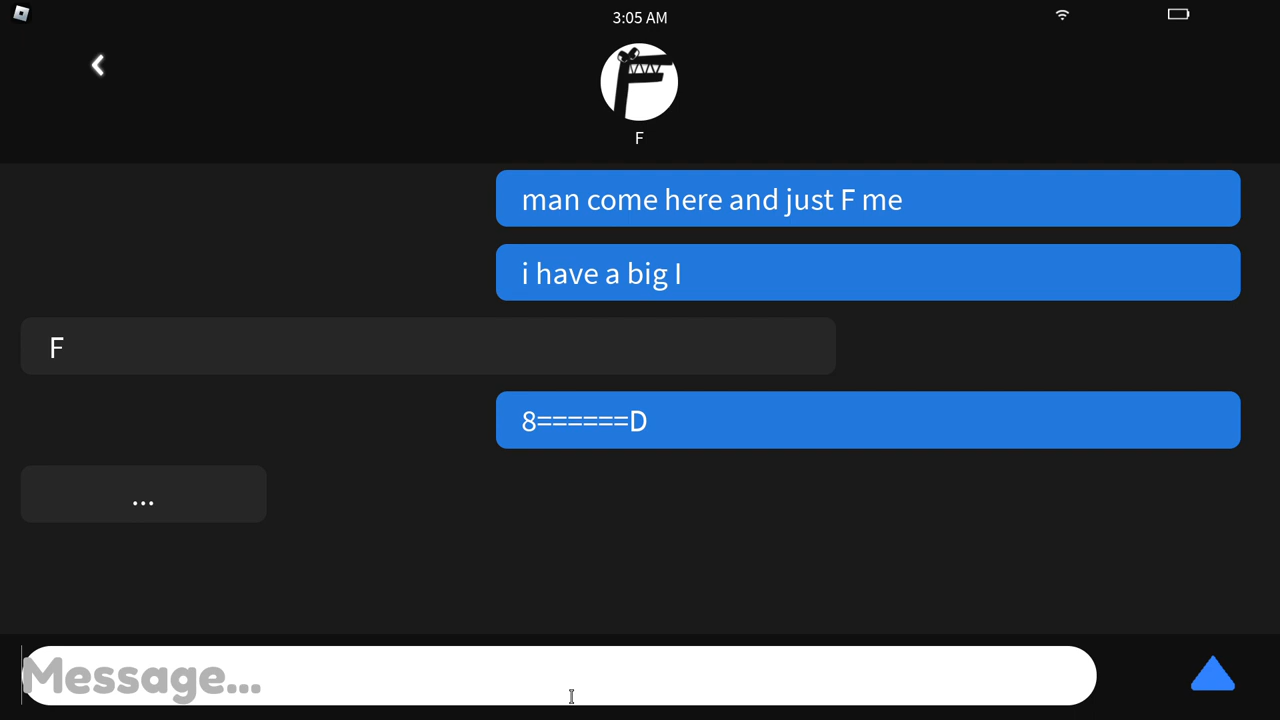 3:05 AM
F
man come here and just F me
i have a big I
F
8======D
...
Message...